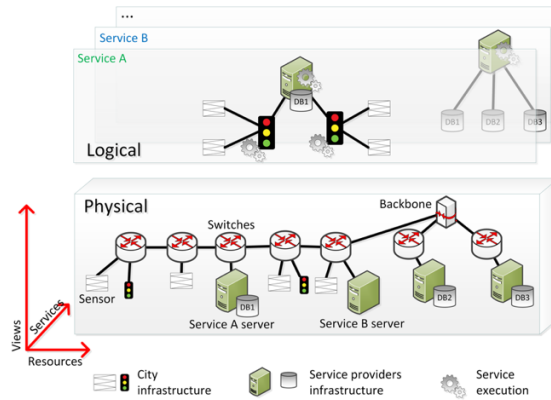 ...
Service B
Service A
DB1
DB1
DB2
DB3
Logical
Physical
Backbone
Switches
Sensor
DB1
DB2
DB3
Service A server
Service B server
Views
Services
Resources
City
infrastructure
Service providers
infrastructure
Service
execution